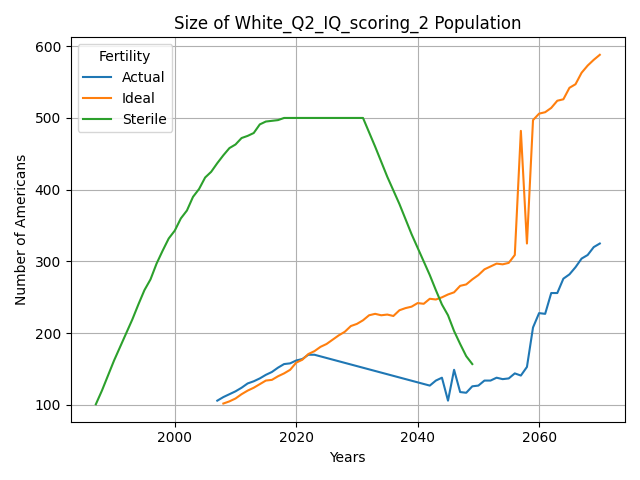 Size of White_Q2_IQ_scoring_2 Population
Fertility
Actual
Ideal
Sterile
600
500
400
300
200
100
Number of Americans
2000
2020
2040
2060
Years